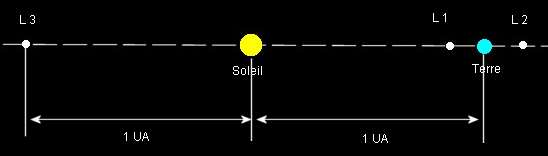 L 3
L 1
L 2
Soleil
Terre
1 UA
1 UA